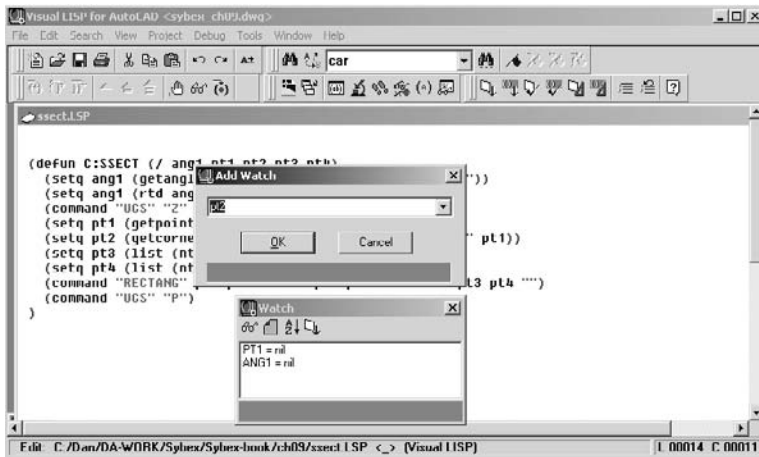 Visual LISP for AutoCAD <sybex_ch09.dwg>
File Edit Search View Project Debug Tools Window Help
car
ssect.LSP
(defun C:SSECT (/ ang1 pt1 pt2 pt3 pt4)
(setq ang1 (getangl "))
(setq ang1 (rtd ang
(command "UCS" "Z"
(setq pt1 (getpoint
(setq pt2 (getcorne " pt1))
(setq pt3 (list (nt
(setq pt4 (list (nt
(command "RECTANG" t3 pt4 "")
(command "UCS" "P")
)
Add Watch
pt2
OK Cancel
Watch
PT1 = nil
ANG1 = nil
Edit: C:/Dan/DA-WORK/Sybex/Sybex-book/ch09/ssect.LSP <_> (Visual LISP)
L 00014 C 00011